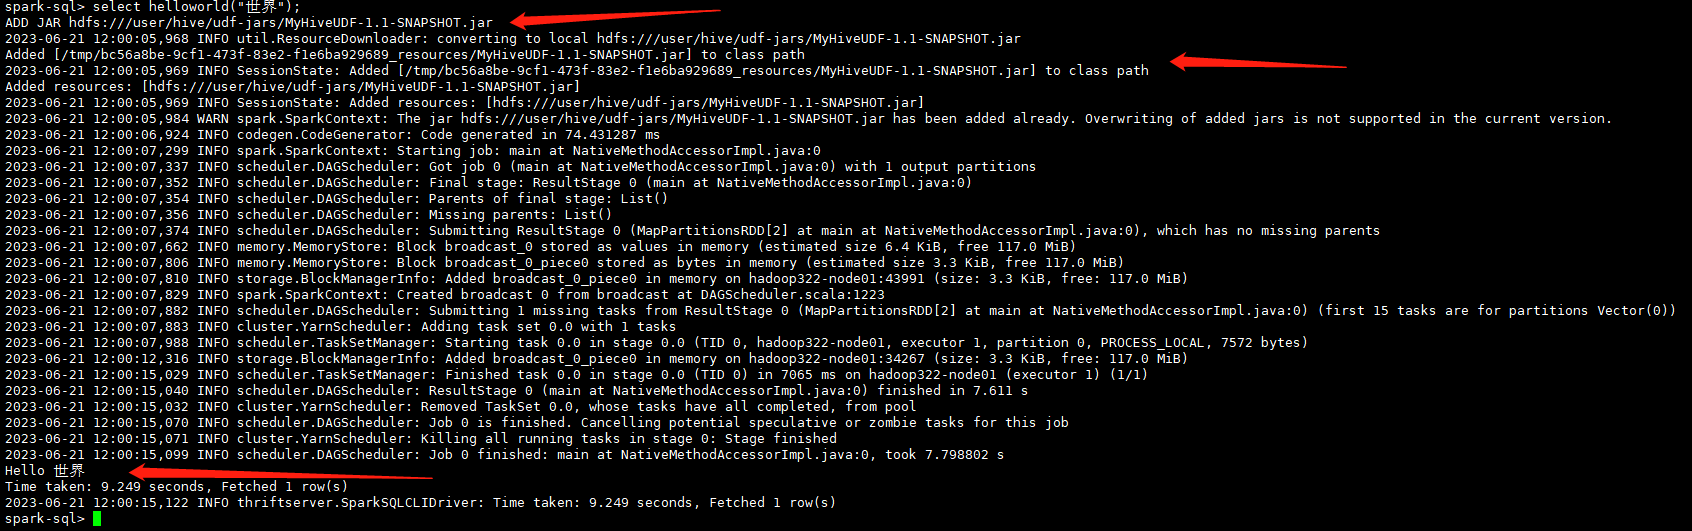 spark-sql> select helloworld("世界");
ADD JAR hdfs:///user/hive/udf-jars/MyHiveUDF-1.1-SNAPSHOT.jar
2023-06-21 12:00:05,968 INFO util.ResourceDownloader: converting to local hdfs:///user/hive/udf-jars/MyHiveUDF-1.1-SNAPSHOT.jar
Added [/tmp/bc56a8be-9cf1-473f-83e2-f1e6ba929689_resources/MyHiveUDF-1.1-SNAPSHOT.jar] to class path
2023-06-21 12:00:05,969 INFO SessionState: Added [/tmp/bc56a8be-9cf1-473f-83e2-f1e6ba929689_resources/MyHiveUDF-1.1-SNAPSHOT.jar] to class path
Added resources: [hdfs:///user/hive/udf-jars/MyHiveUDF-1.1-SNAPSHOT.jar]
2023-06-21 12:00:05,969 INFO SessionState: Added resources: [hdfs:///user/hive/udf-jars/MyHiveUDF-1.1-SNAPSHOT.jar]
2023-06-21 12:00:05,984 WARN spark.SparkContext: The jar hdfs:///user/hive/udf-jars/MyHiveUDF-1.1-SNAPSHOT.jar has been added already. Overwriting of added jars is not supported in the current version.
2023-06-21 12:00:06,924 INFO codegen.CodeGenerator: Code generated in 74.431287 ms
2023-06-21 12:00:07,299 INFO spark.SparkContext: Starting job: main at NativeMethodAccessorImpl.java:0
2023-06-21 12:00:07,337 INFO scheduler.DAGScheduler: Got job 0 (main at NativeMethodAccessorImpl.java:0) with 1 output partitions
2023-06-21 12:00:07,352 INFO scheduler.DAGScheduler: Final stage: ResultStage 0 (main at NativeMethodAccessorImpl.java:0)
2023-06-21 12:00:07,354 INFO scheduler.DAGScheduler: Parents of final stage: List()
2023-06-21 12:00:07,356 INFO scheduler.DAGScheduler: Missing parents: List()
2023-06-21 12:00:07,374 INFO scheduler.DAGScheduler: Submitting ResultStage 0 (MapPartitionsRDD[2] at main at NativeMethodAccessorImpl.java:0), which has no missing parents
2023-06-21 12:00:07,662 INFO memory.MemoryStore: Block broadcast_0 stored as values in memory (estimated size 6.4 KiB, free 117.0 MiB)
2023-06-21 12:00:07,806 INFO memory.MemoryStore: Block broadcast_0_piece0 stored as bytes in memory (estimated size 3.3 KiB, free 117.0 MiB)
2023-06-21 12:00:07,810 INFO storage.BlockManagerInfo: Added broadcast_0_piece0 in memory on hadoop322-node01:43991 (size: 3.3 KiB, free: 117.0 MiB)
2023-06-21 12:00:07,829 INFO spark.SparkContext: Created broadcast 0 from broadcast at DAGScheduler.scala:1223
2023-06-21 12:00:07,882 INFO scheduler.DAGScheduler: Submitting 1 missing tasks from ResultStage 0 (MapPartitionsRDD[2] at main at NativeMethodAccessorImpl.java:0) (first 15 tasks are for partitions Vector(0))
2023-06-21 12:00:07,883 INFO cluster.YarnScheduler: Adding task set 0.0 with 1 tasks
2023-06-21 12:00:07,988 INFO scheduler.TaskSetManager: Starting task 0.0 in stage 0.0 (TID 0, hadoop322-node01, executor 1, partition 0, PROCESS_LOCAL, 7572 bytes)
2023-06-21 12:00:12,316 INFO storage.BlockManagerInfo: Added broadcast_0_piece0 in memory on hadoop322-node01:34267 (size: 3.3 KiB, free: 117.0 MiB)
2023-06-21 12:00:15,029 INFO scheduler.TaskSetManager: Finished task 0.0 in stage 0.0 (TID 0) in 7065 ms on hadoop322-node01 (executor 1) (1/1)
2023-06-21 12:00:15,040 INFO scheduler.DAGScheduler: ResultStage 0 (main at NativeMethodAccessorImpl.java:0) finished in 7.611 s
2023-06-21 12:00:15,032 INFO cluster.YarnScheduler: Removed TaskSet 0.0, whose tasks have all completed, from pool
2023-06-21 12:00:15,070 INFO scheduler.DAGScheduler: Job 0 is finished. Cancelling potential speculative or zombie tasks for this job
2023-06-21 12:00:15,071 INFO cluster.YarnScheduler: Killing all running tasks in stage 0: Stage finished
2023-06-21 12:00:15,099 INFO scheduler.DAGScheduler: Job 0 finished: main at NativeMethodAccessorImpl.java:0, took 7.798802 s
Hello 世界
Time taken: 9.249 seconds, Fetched 1 row(s)
2023-06-21 12:00:15,122 INFO thriftserver.SparkSQLCLIDriver: Time taken: 9.249 seconds, Fetched 1 row(s)
spark-sql>